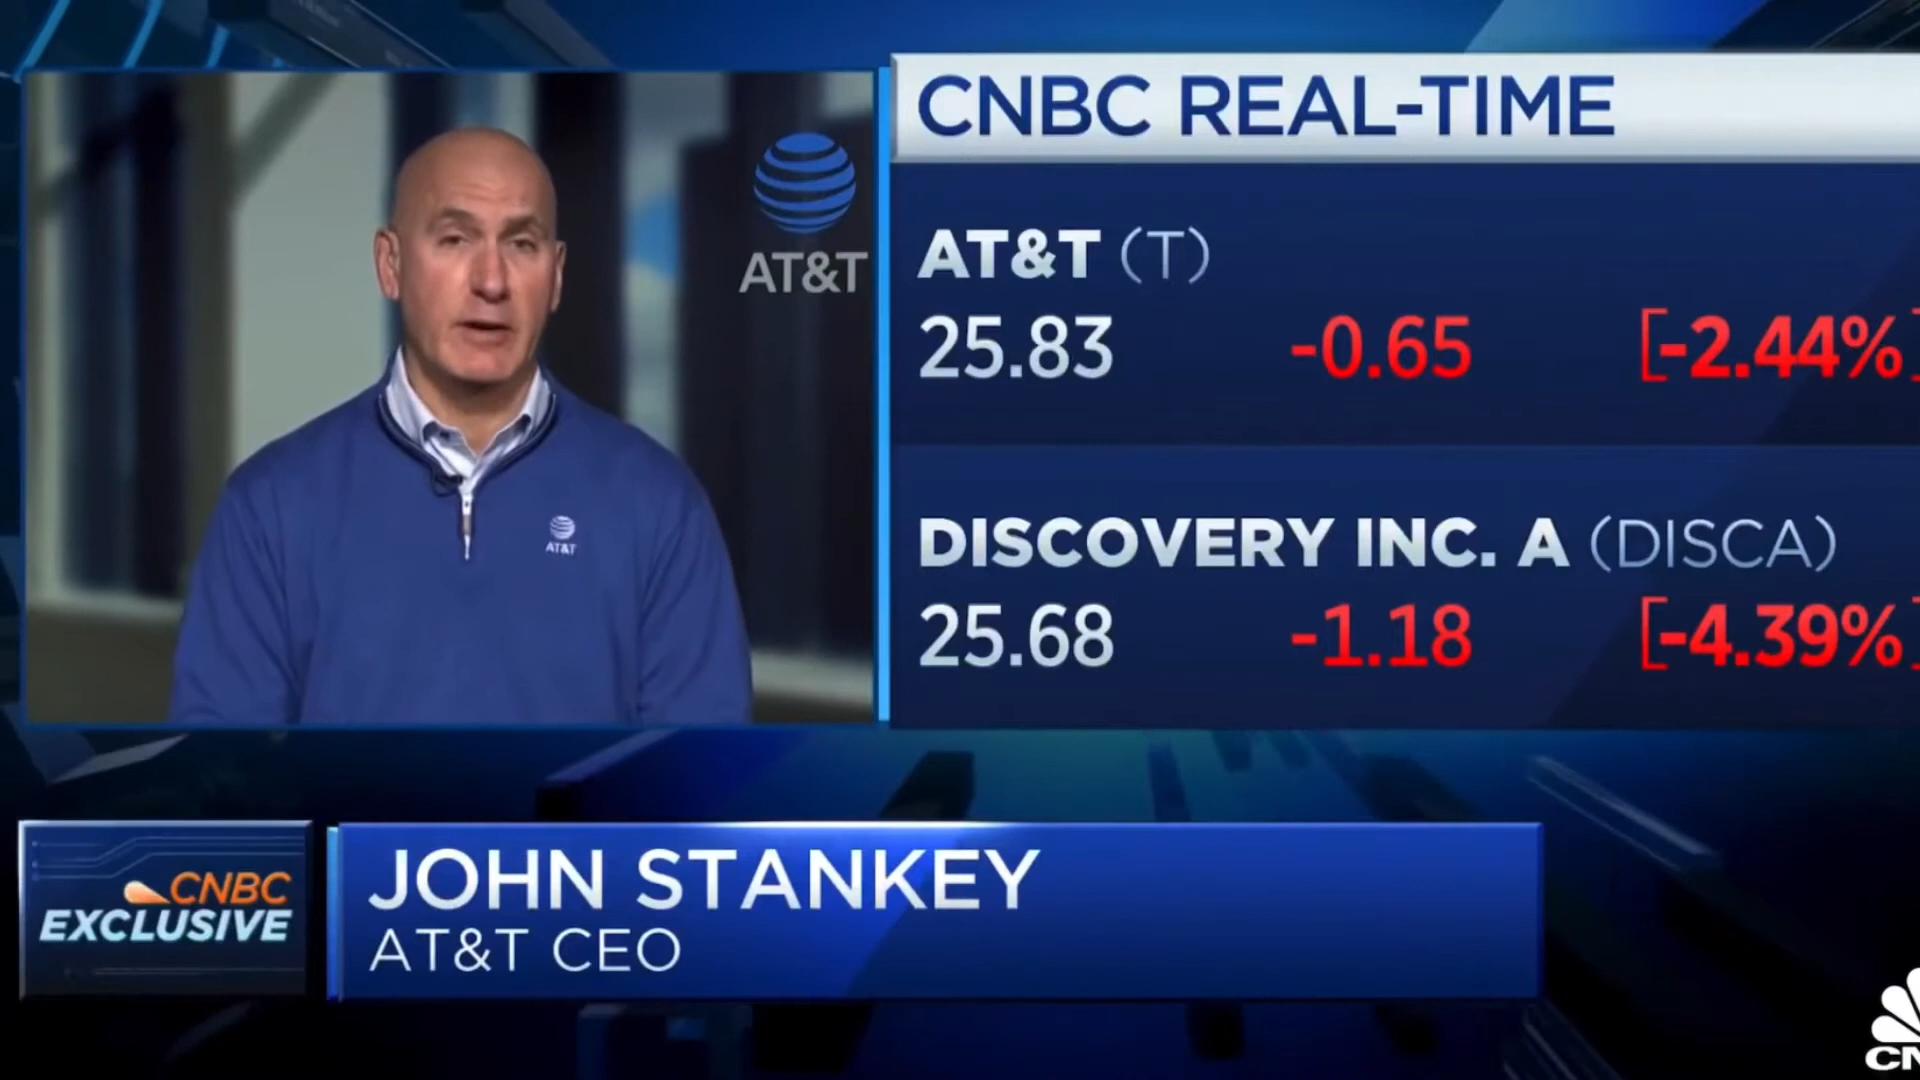 AT&T
AT&T
CNBC REAL-TIME
AT&T (T)
25.83 -0.65 [-2.44%]
DISCOVERY INC. A (DISCA)
25.68 -1.18 [-4.39%]
CNBC
EXCLUSIVE
JOHN STANKEY
AT&T CEO